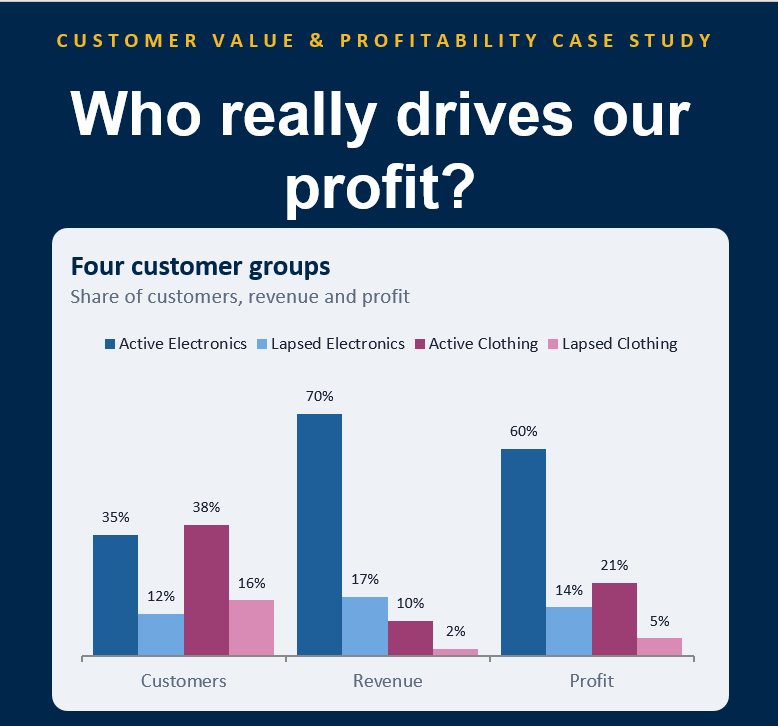 CUSTOMER VALUE & PROFITABILITY CASE STUDY
Who really drives our
profit?
Four customer groups
Share of customers, revenue and profit
Active Electronics Lapsed Electronics Active Clothing Lapsed Clothing
35% 12% 38% 16%
70% 17% 10% 2%
60% 14% 21% 5%
Customers Revenue Profit